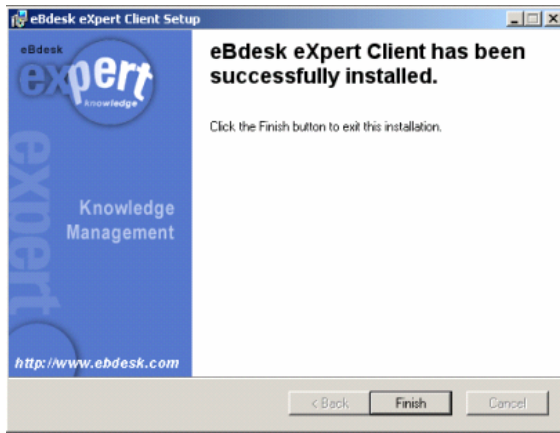 eBdesk eXpert Client Setup
eBdesk
expert
knowledge
eBdesk eXpert Client has been
successfully installed.
Click the Finish button to exit this installation.
expert
Knowledge
Management
http://www.ebdesk.com
< Back
Finish
Cancel